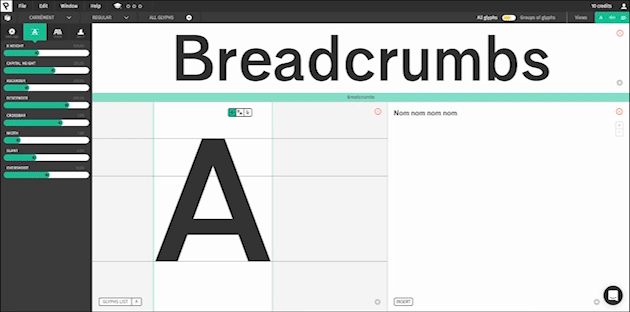 File Edit Window Help 10 credits
CARRÉMENT REGULAR ALL GLYPHS All glyphs Groups of glyphs Views
Breadcrumbs
Breadcrumbs
X HEIGHT
CAPITAL HEIGHT
ASCENDER
DESCENDER
CROSSBAR
WIDTH
SLANT
OVERSHOOT
A
Nom nom nom nom
GLYPHS LIST A
INSERT